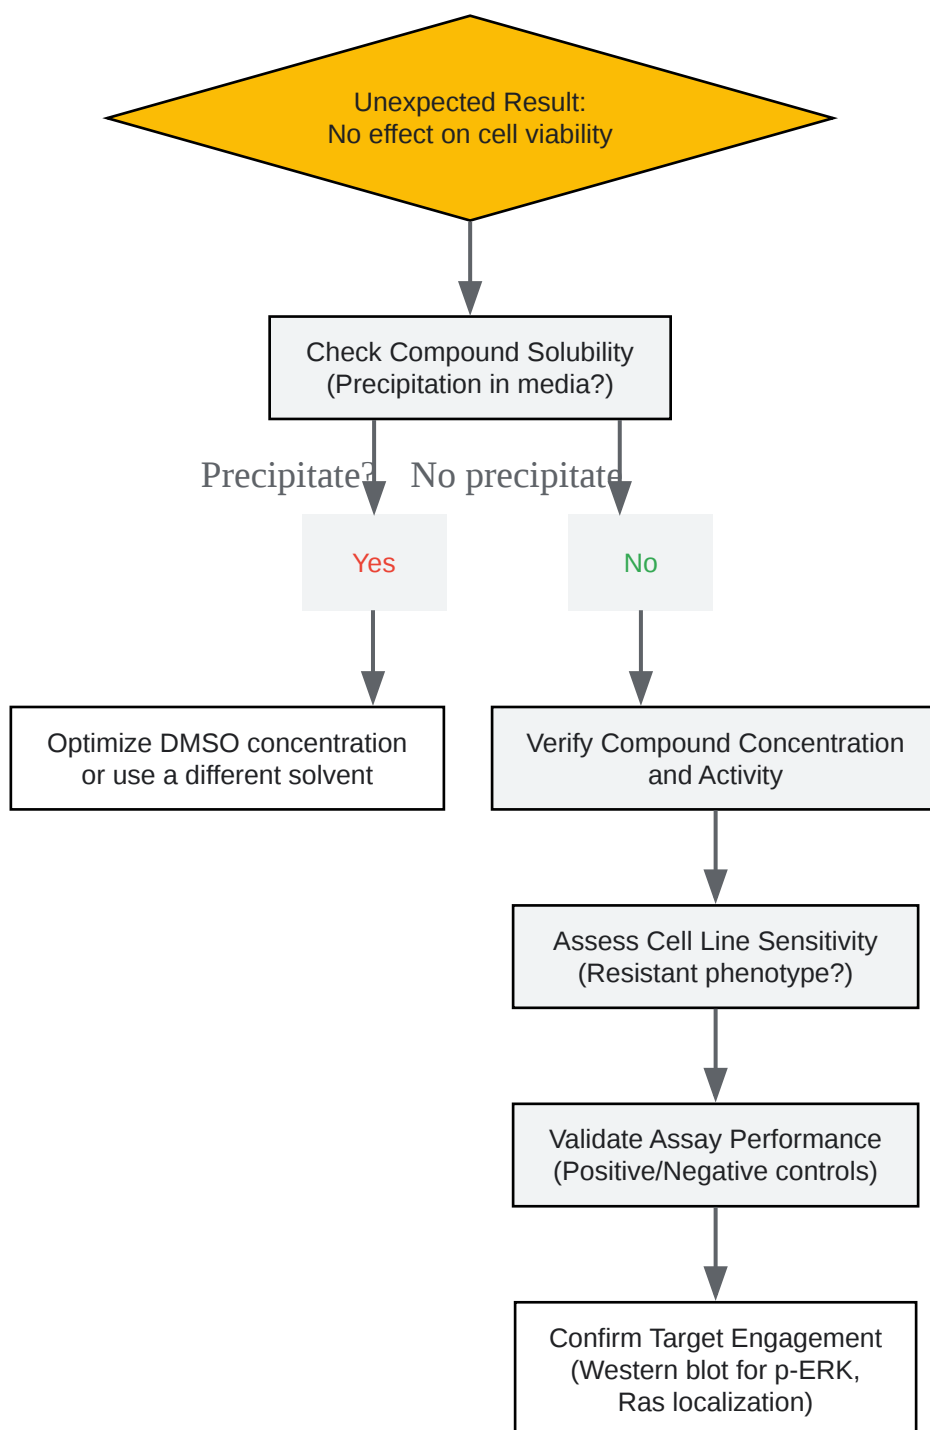 Unexpected Result:
No effect on cell viability
Check Compound Solubility
(Precipitation in media?)
Precipitate?
No precipitate
Yes
No
Optimize DMSO concentration
or use a different solvent
Verify Compound Concentration
and Activity
Assess Cell Line Sensitivity
(Resistant phenotype?)
Validate Assay Performance
(Positive/Negative controls)
Confirm Target Engagement
(Western blot for p-ERK,
Ras localization)